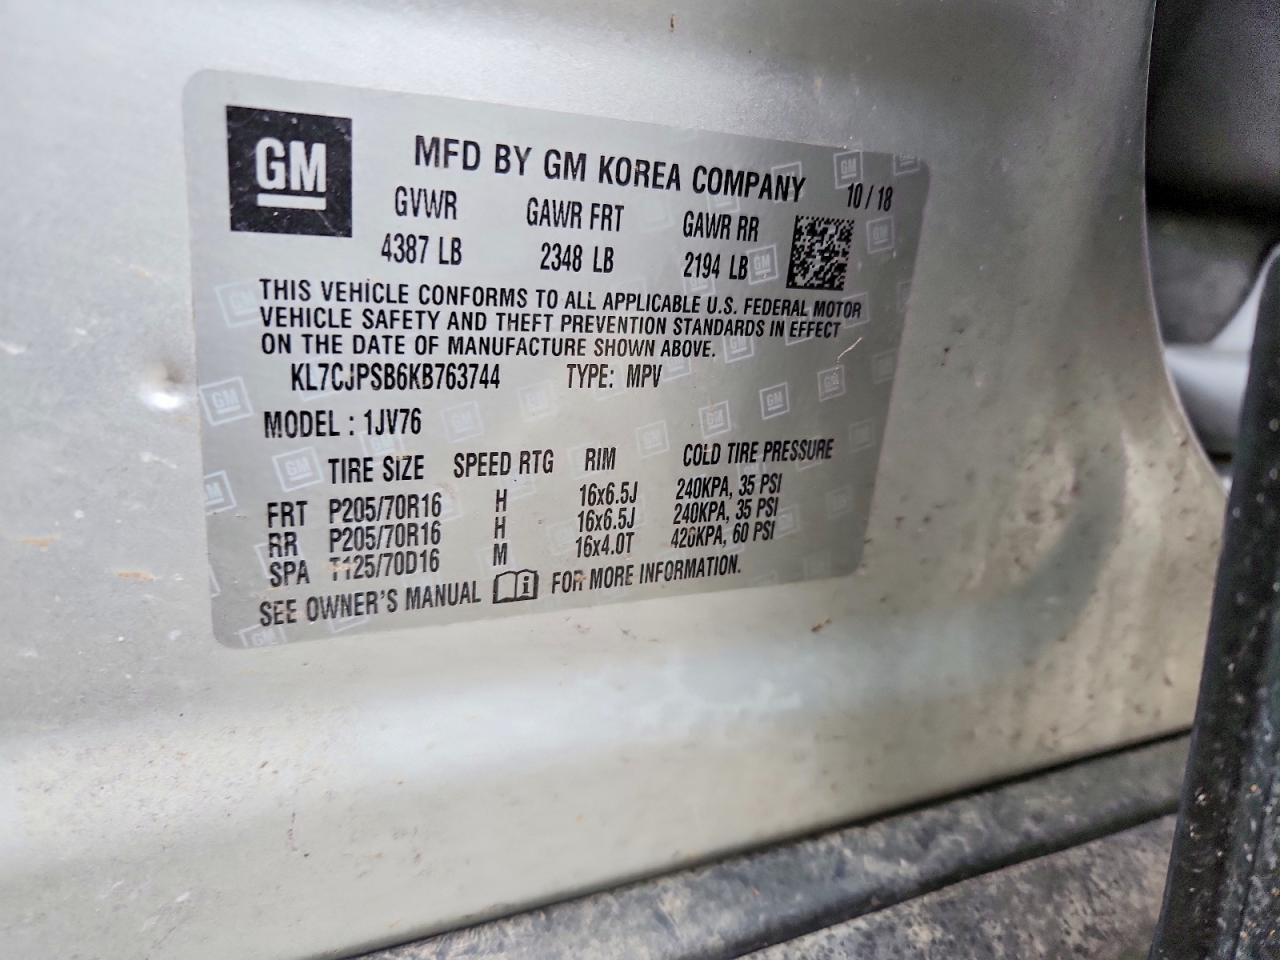 GM
MFD BY GM KOREA COMPANY 10 / 18
GVWR GAWR FRT GAWR RR
4387 LB 2348 LB 2194 LB
THIS VEHICLE CONFORMS TO ALL APPLICABLE U.S. FEDERAL MOTOR
VEHICLE SAFETY AND THEFT PREVENTION STANDARDS IN EFFECT
ON THE DATE OF MANUFACTURE SHOWN ABOVE.
KL7CJPSB6KB763744 TYPE: MPV
MODEL : 1JV76
TIRE SIZE SPEED RTG RIM COLD TIRE PRESSURE
FRT P205/70R16 H 16x6.5J 240KPA, 35 PSI
RR P205/70R16 H 16x6.5J 240KPA, 35 PSI
SPA T125/70D16 M 16x4.0T 420KPA, 60 PSI
SEE OWNER'S MANUAL i FOR MORE INFORMATION.